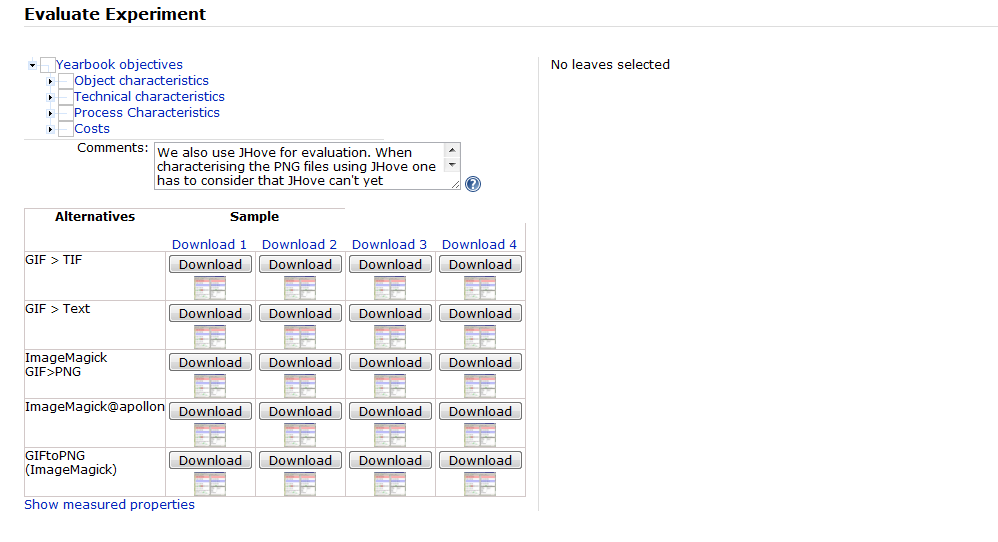 Evaluate Experiment
Yearbook objectives
No leaves selected
Object characteristics
Technical characteristics
Process Characteristics
Costs
Comments:
We also use JHove for evaluation. When
characterising the PNG files using JHove one
has to consider that JHove can't yet
Alternatives Sample
Download 1 Download 2 Download 3 Download 4
GIF > TIF Download Download Download Download
GIF > Text Download Download Download Download
ImageMagick Download Download Download Download
GIF>PNG
ImageMagick@apollon Download Download Download Download
GIFtoPNG Download Download Download Download
(ImageMagick)
Show measured properties